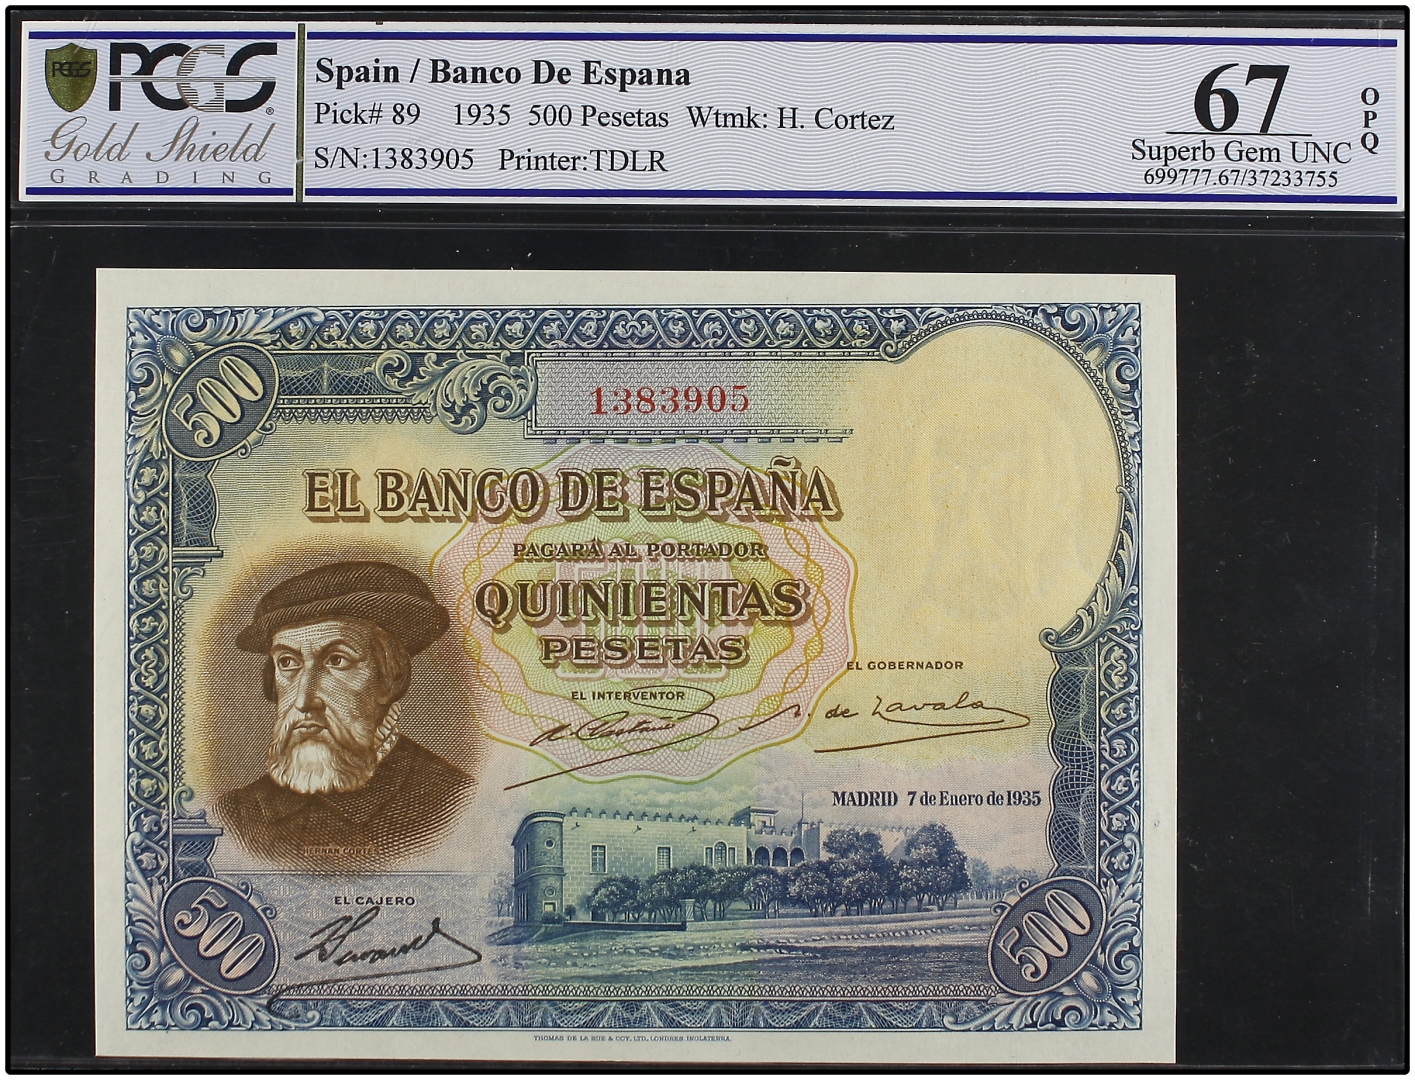 PCGS
PCGS®
Gold Shield
GRADING
Spain / Banco De Espana
Pick# 89 1935 500 Pesetas Wtmk: H. Cortez
S/N:1383905 Printer:TDLR
67
Superb Gem UNC
699777.67/37233755
OPQ
500
1383905
EL BANCO DE ESPAÑA
PAGARÁ AL PORTADOR
QUINIENTAS
PESETAS
EL GOBERNADOR
EL INTERVENTOR
de Zavala
MADRID 7 de Enero de 1935
HERNAN CORTES
EL CAJERO
500
500
THOMAS DE LA RUE & COY. LTD. LONDRES. INGLATERRA.